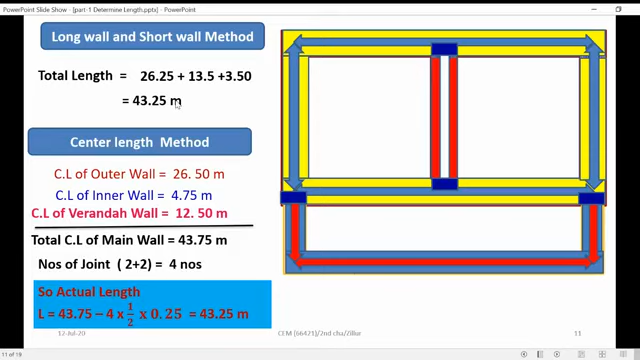 PowerPoint Slide Show - [part-1 Determine Length.pptx] - PowerPoint
Long wall and Short wall Method
Total Length = 26.25 + 13.5 +3.50
= 43.25 m
Center length Method
C.L of Outer Wall = 26. 50 m
C.L of Inner Wall = 4.75 m
C.L of Verandah Wall = 12. 50 m
Total C.L of Main Wall = 43.75 m
Nos of Joint ( 2+2) = 4 nos
So Actual Length
L = 43.75 – 4 x 1/2 x 0.25 = 43.25 m
12-Jul-20 CEM (66421)/2nd.chu/Zillur 11
11 of 19